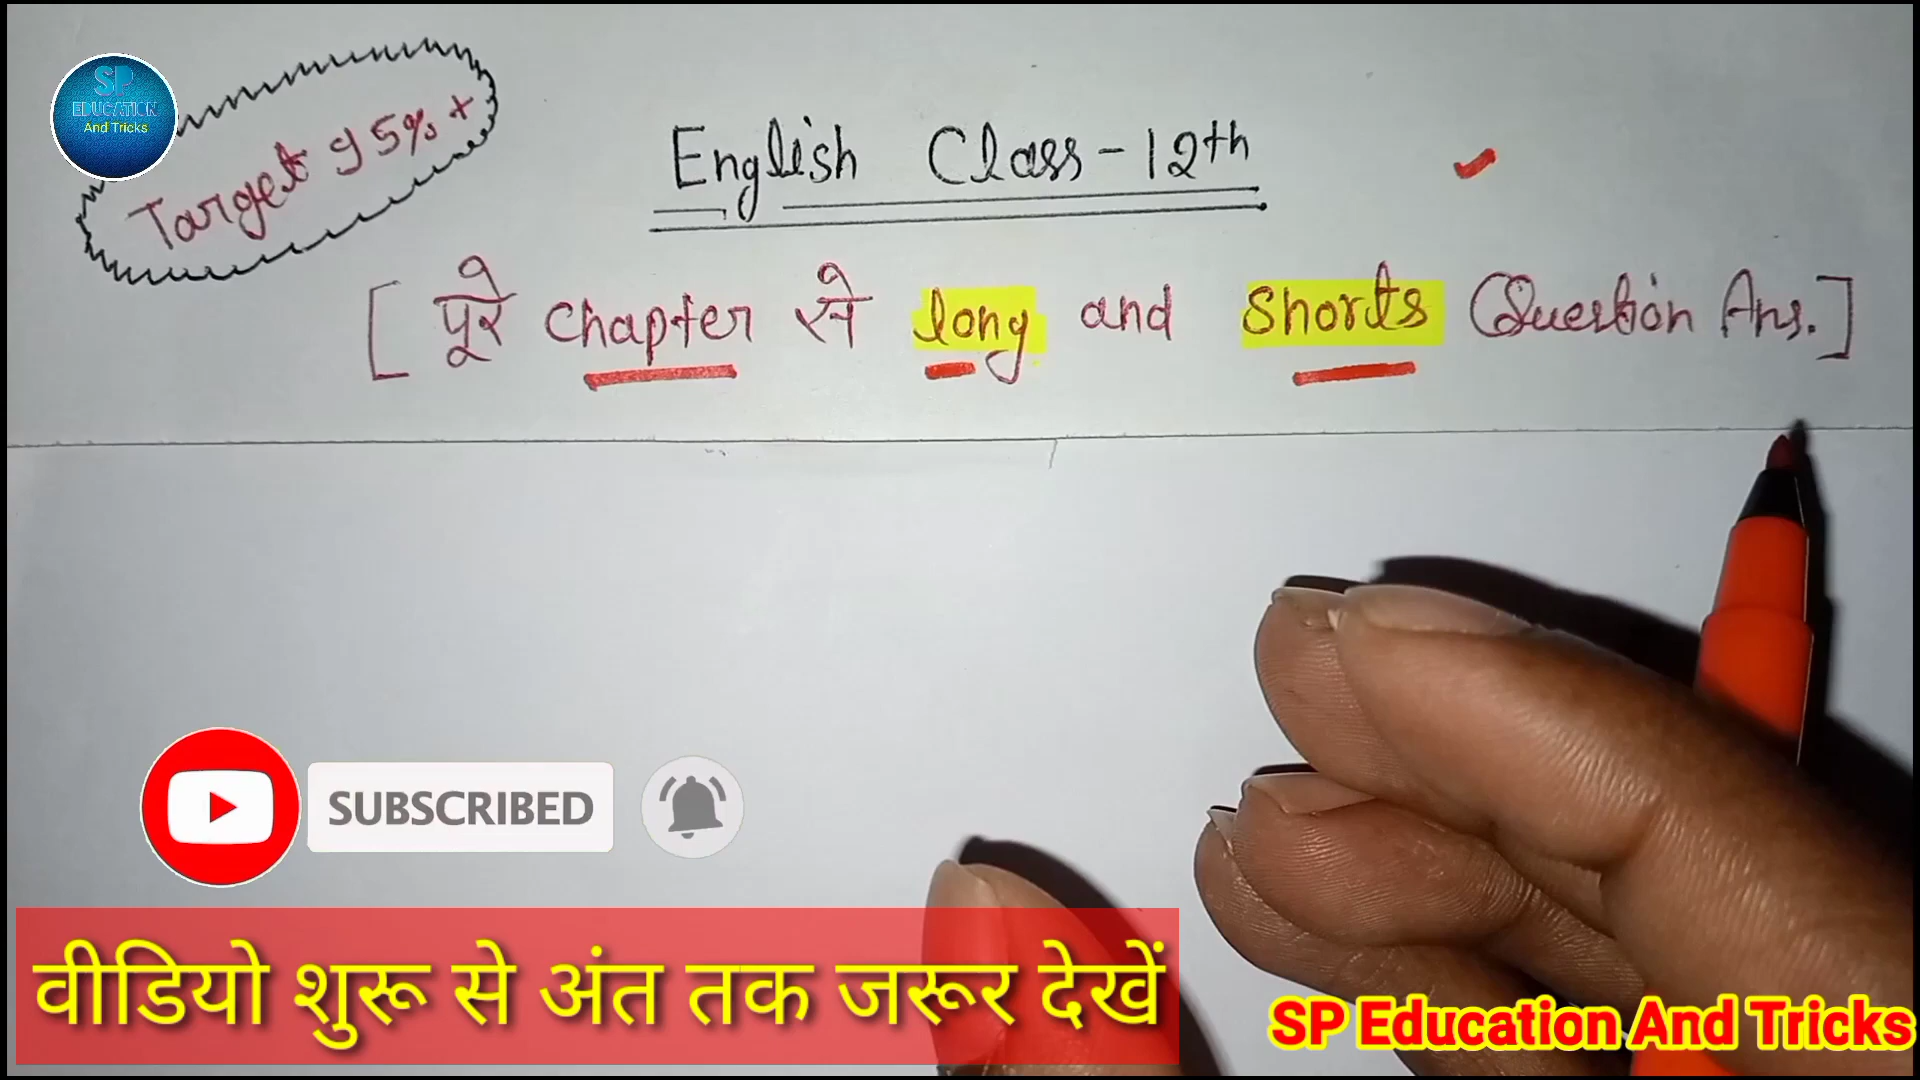 SP
EDUCATION
And Tricks
Target 95% +
English Class-12th
[ पूरे chapter से long and shorts Question Ans. ]
SUBSCRIBED
वीडियो शुरू से अंत तक जरूर देखें
SP Education And Tricks